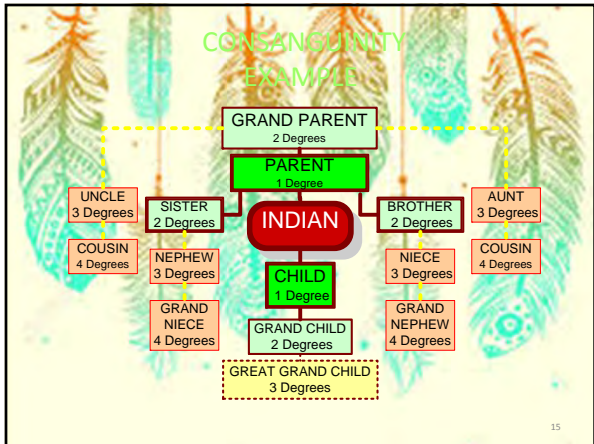 CONSANGUINITY
EXAMPLE
GRAND PARENT
2 Degrees
PARENT
1 Degree
UNCLE
3 Degrees
SISTER
2 Degrees
INDIAN
BROTHER
2 Degrees
AUNT
3 Degrees
COUSIN
4 Degrees
NEPHEW
3 Degrees
CHILD
1 Degree
NIECE
3 Degrees
COUSIN
4 Degrees
GRAND
NIECE
4 Degrees
GRAND CHILD
2 Degrees
GRAND
NEPHEW
4 Degrees
GREAT GRAND CHILD
3 Degrees
15